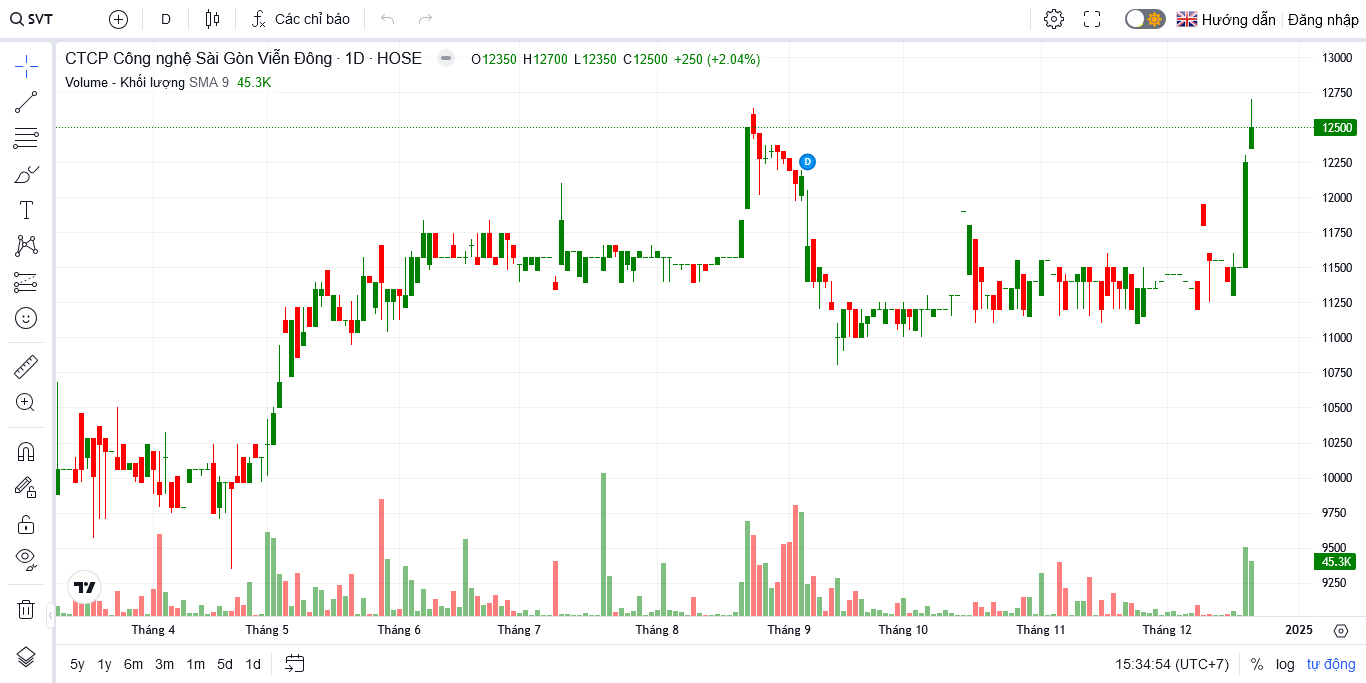 SVT D Các chỉ báo Hướng dẫn Đăng nhập
CTCP Công nghệ Sài Gòn Viễn Đông · 1D · HOSE O12350 H12700 L12350 C12500 +250 (+2.04%)
Volume - Khối lượng SMA 9 45.3K
13000
12750
12500
12250
12000
11750
11500
11250
11000
10750
10500
10250
10000
9750
9500
45.3K
9250
D
Tháng 4 Tháng 5 Tháng 6 Tháng 7 Tháng 8 Tháng 9 Tháng 10 Tháng 11 Tháng 12 2025
5y 1y 6m 3m 1m 5d 1d 15:34:54 (UTC+7) % log tự động